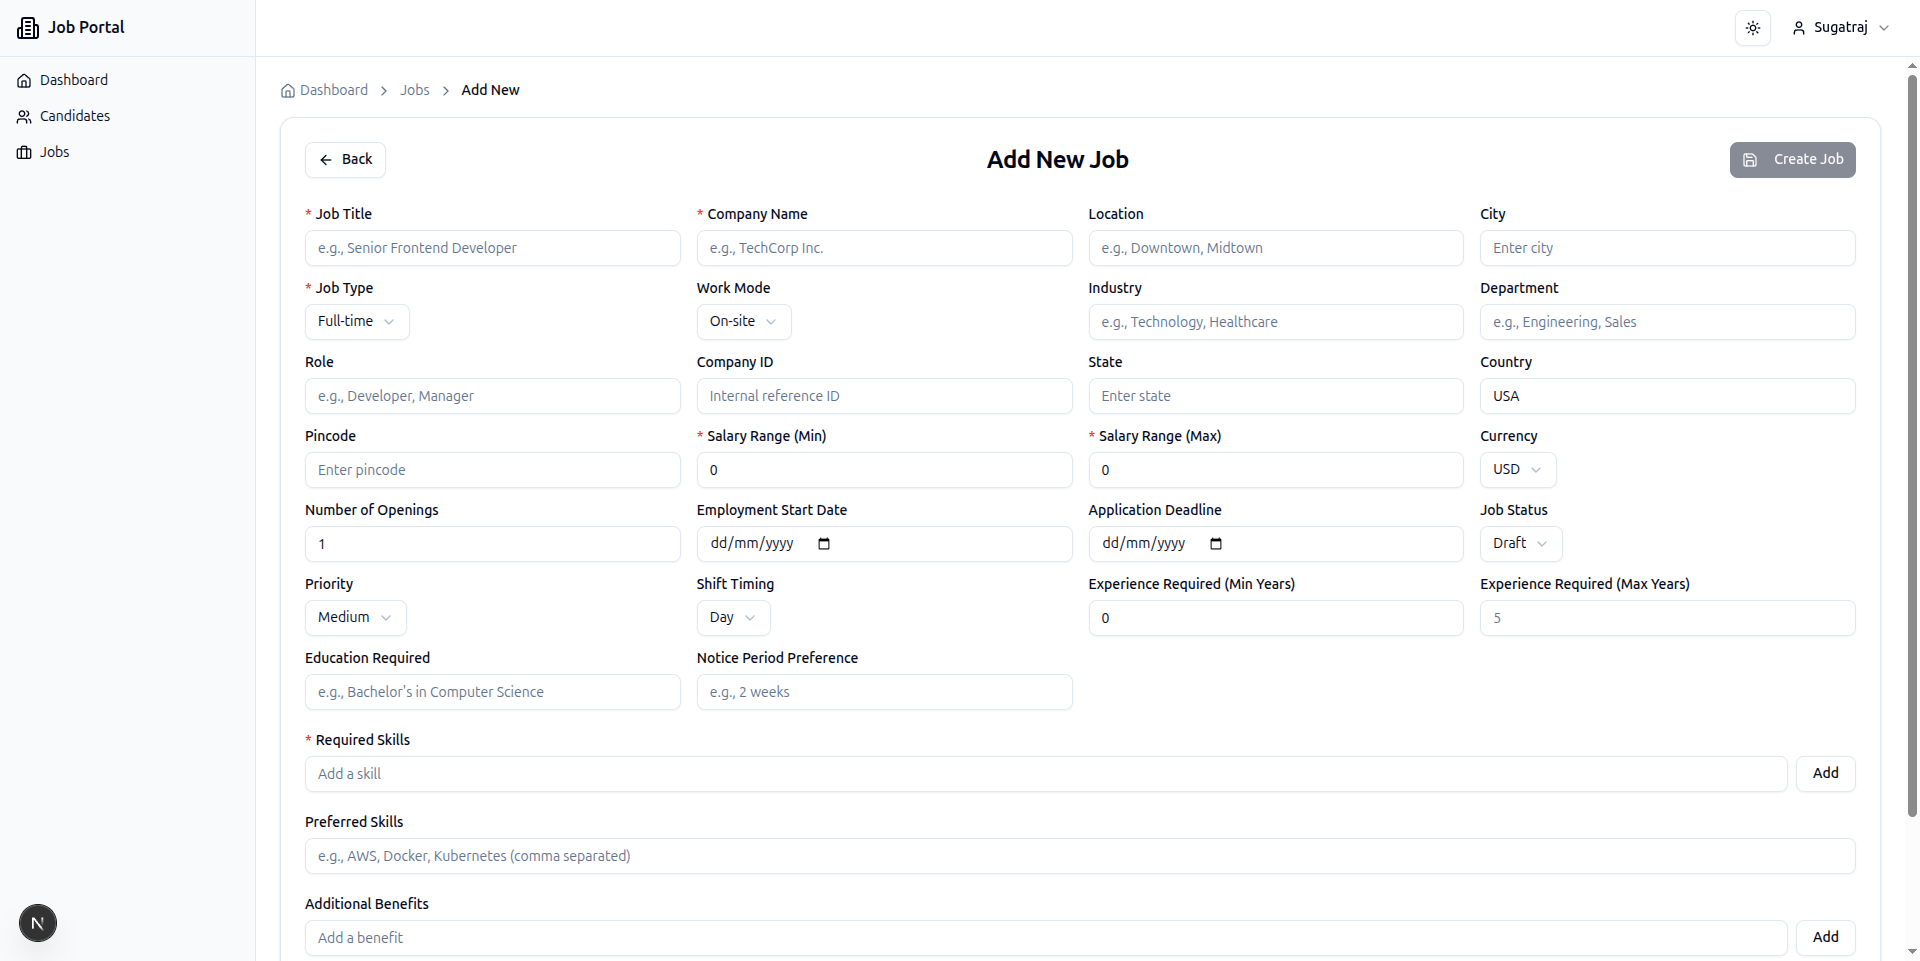 Job Portal
Sugatraj
Dashboard
Candidates
Jobs
Dashboard > Jobs > Add New
Back
Add New Job
Create Job
* Job Title
* Company Name
Location
City
e.g., Senior Frontend Developer
e.g., TechCorp Inc.
e.g., Downtown, Midtown
Enter city
* Job Type
Work Mode
Industry
Department
Full-time
On-site
e.g., Technology, Healthcare
e.g., Engineering, Sales
Role
Company ID
State
Country
e.g., Developer, Manager
Internal reference ID
Enter state
USA
Pincode
* Salary Range (Min)
* Salary Range (Max)
Currency
Enter pincode
0
0
USD
Number of Openings
Employment Start Date
Application Deadline
Job Status
1
dd/mm/yyyy
dd/mm/yyyy
Draft
Priority
Shift Timing
Experience Required (Min Years)
Experience Required (Max Years)
Medium
Day
0
5
Education Required
Notice Period Preference
e.g., Bachelor's in Computer Science
e.g., 2 weeks
* Required Skills
Add a skill
Add
Preferred Skills
e.g., AWS, Docker, Kubernetes (comma separated)
Additional Benefits
Add a benefit
Add
N